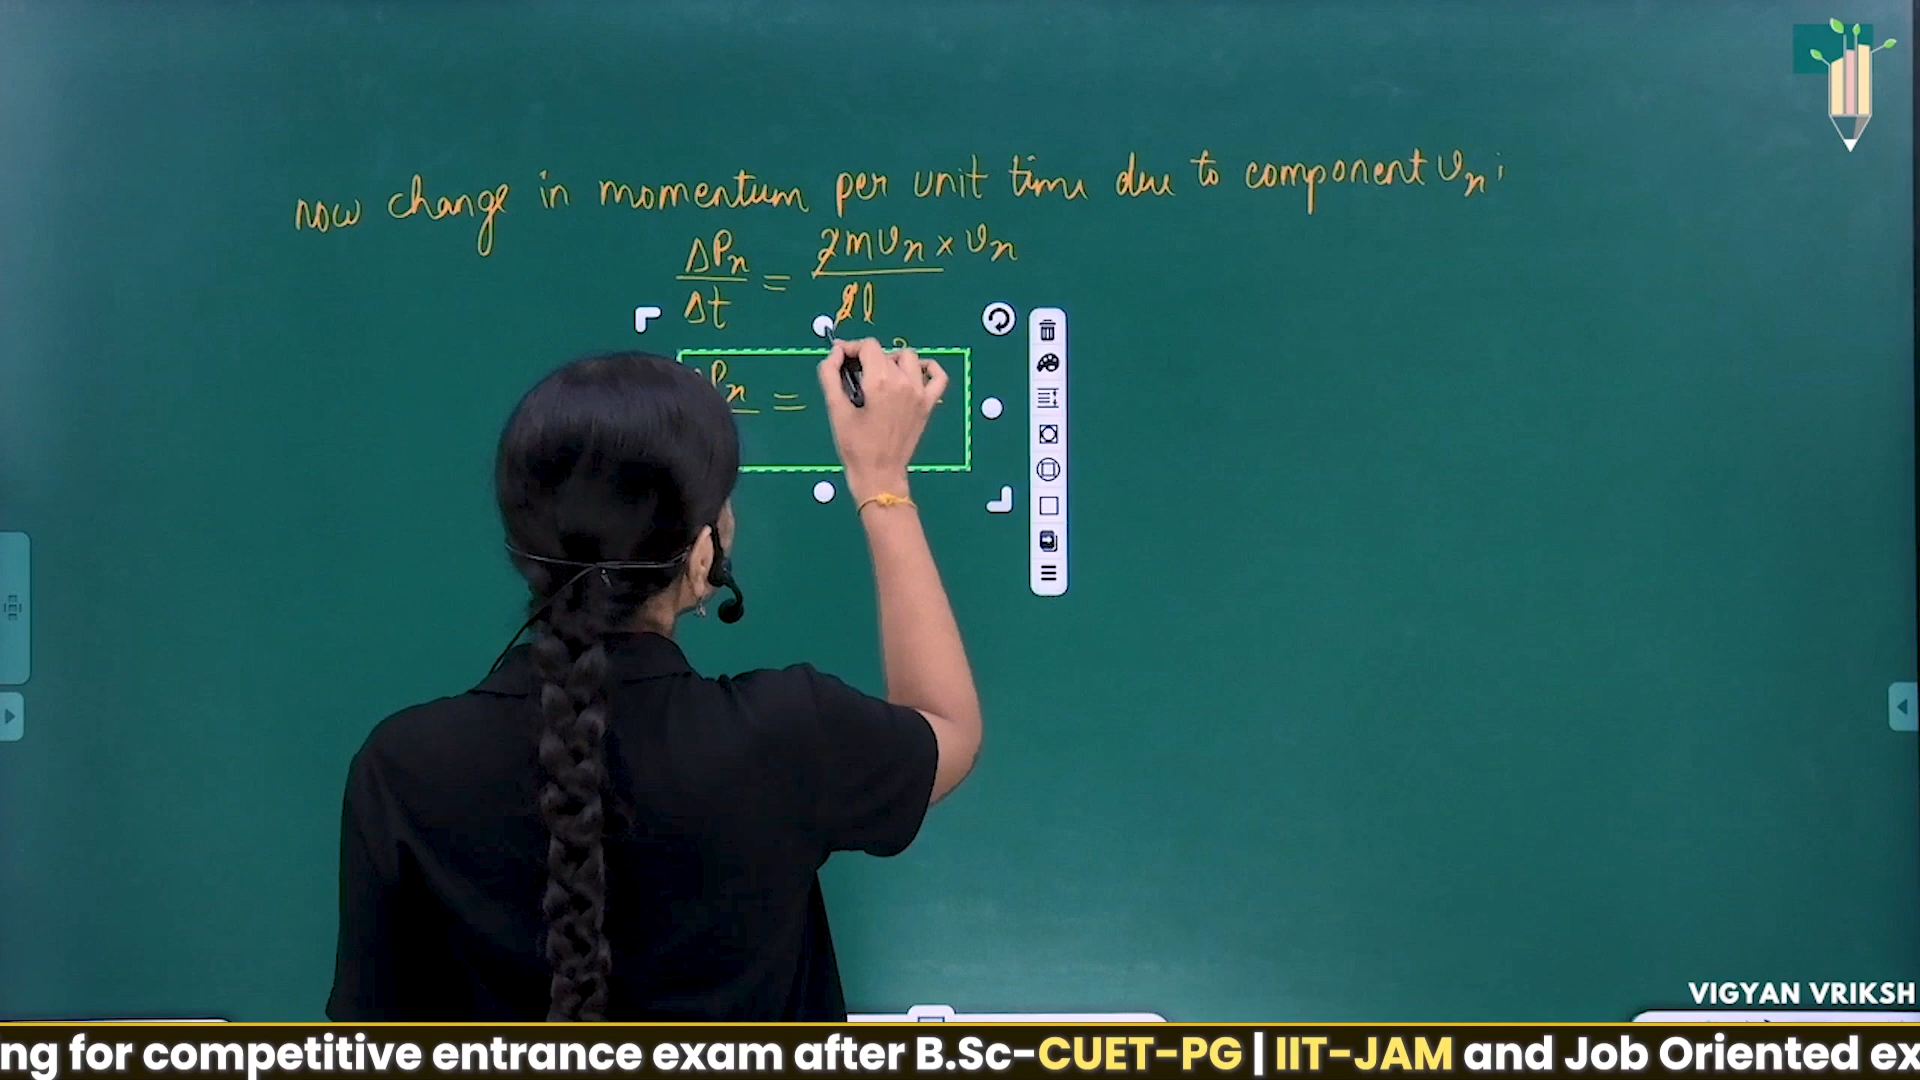 now change in momentum per unit time due to component vₓ;
ΔPₓ/Δt = 2mvₓ × vₓ / 2l
Pₓ =
VIGYAN VRIKSH
ng for competitive entrance exam after B.Sc-CUET-PG | IIT-JAM and Job Oriented ex